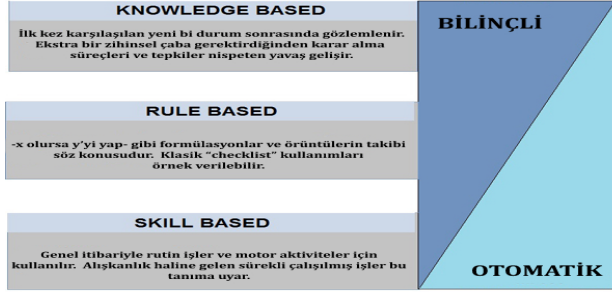 KNOWLEDGE BASED
İlk kez karşılaşılan yeni bi durum sonrasında gözlemlenir.
Ekstra bir zihinsel çaba gerektirdiğinden karar alma
süreçleri ve tepkiler nispeten yavaş gelişir.
BİLİNÇLİ
RULE BASED
-x olursa y'yi yap- gibi formülasyonlar ve örüntülerin takibi
söz konusudur. Klasik "checklist" kullanımları
örnek verilebilir.
SKILL BASED
Genel itibariyle rutin işler ve motor aktiviteler için
kullanılır. Alışkanlık haline gelen sürekli çalışılmış işler bu
tanıma uyar.
OTOMATİK